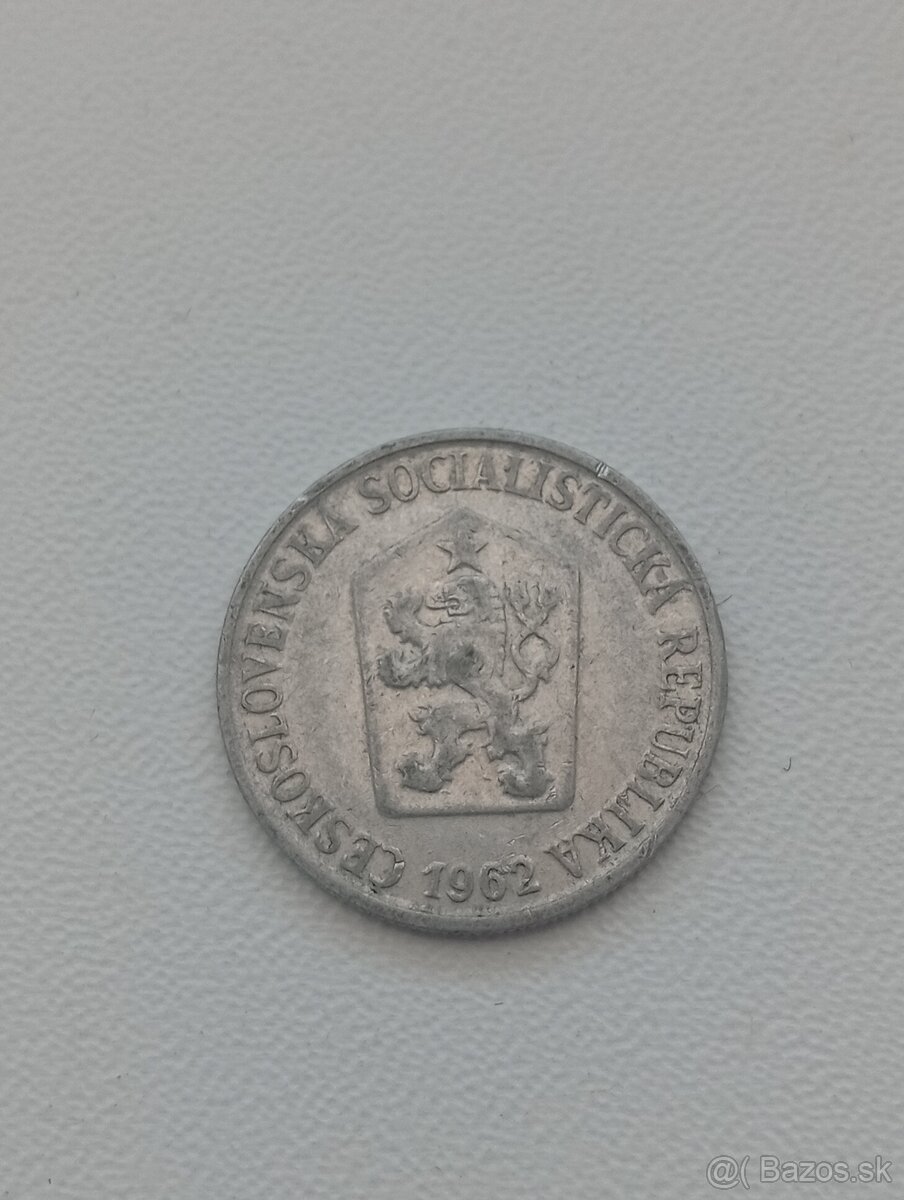 ČESKOSLOVENSKÁ SOCIALISTICKÁ REPUBLIKA
1962
@( Bazos.sk